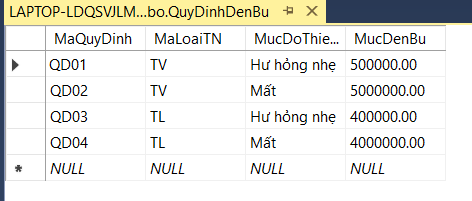 LAPTOP-LDQSVJLM...bo.QuyDinhDenBu
MaQuyDinh MaLoaiTN MucDoThie... MucDenBu
QD01 TV Hư hỏng nhẹ 500000.00
QD02 TV Mất 5000000.00
QD03 TL Hư hỏng nhẹ 400000.00
QD04 TL Mất 4000000.00
NULL NULL NULL NULL